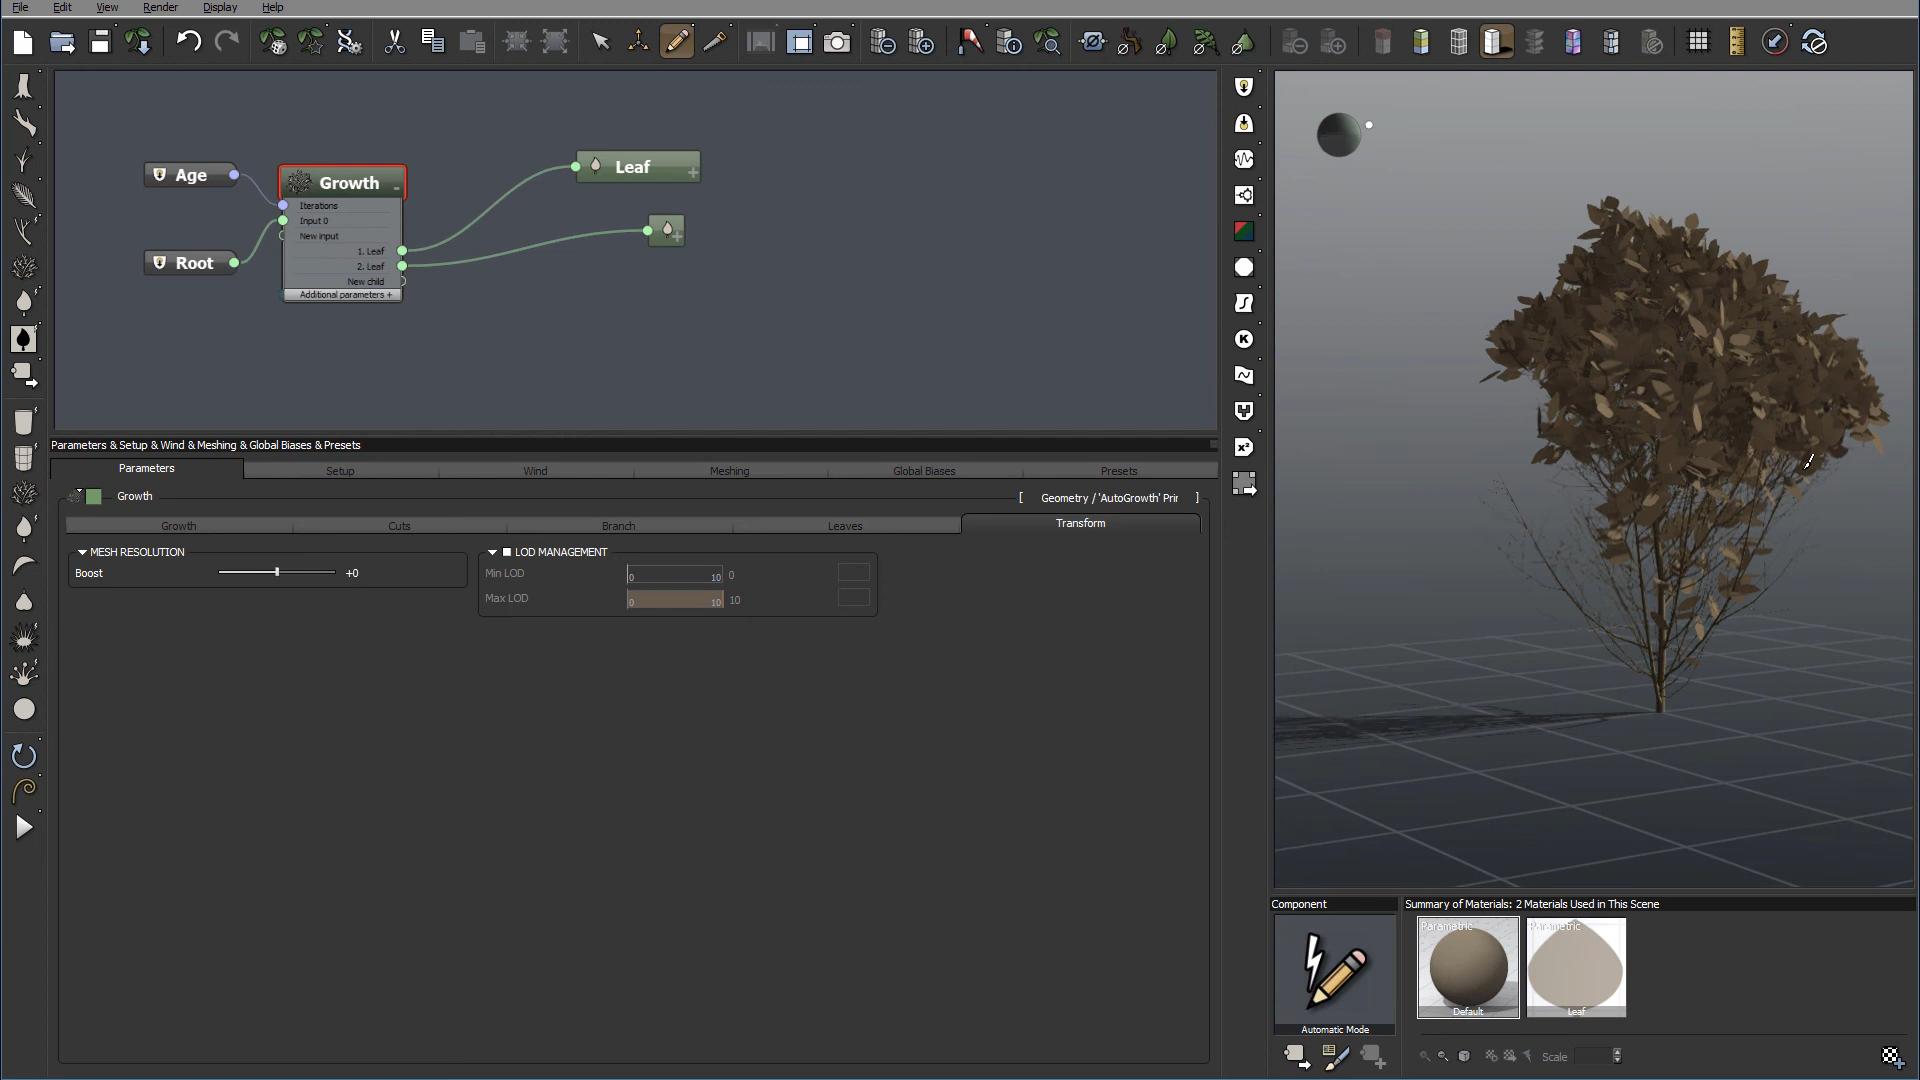 File Edit View Render Display Help
Age
Growth
Iterations
Input 0
New input
1. Leaf
2. Leaf
New child
Additional parameters +
Root
Leaf
K
x²
Parameters & Setup & Wind & Meshing & Global Biases & Presets
Parameters Setup Wind Meshing Global Biases Presets
Growth [ Geometry / 'AutoGrowth' Prir ]
Growth Cuts Branch Leaves Transform
MESH RESOLUTION LOD MANAGEMENT
Boost +0 Min LOD 0 10 0
Max LOD 0 10 10
Component Summary of Materials: 2 Materials Used in This Scene
Parametric Parametric
Default Leaf
Automatic Mode
Scale